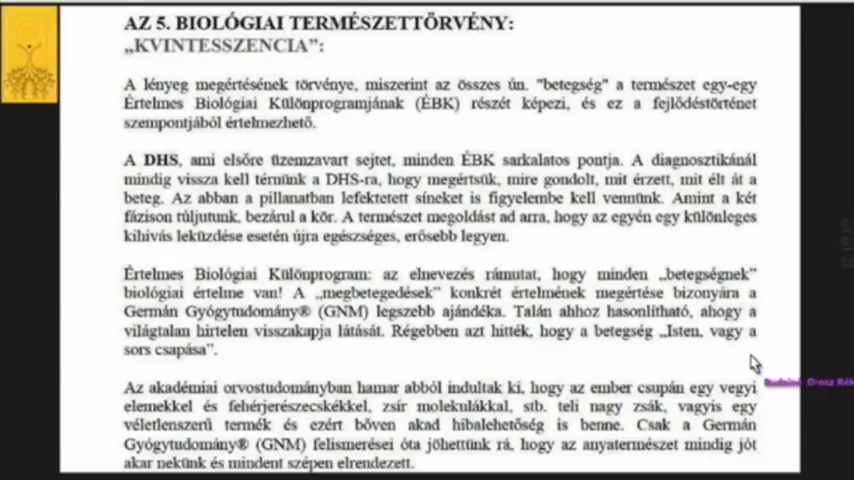 AZ 5. BIOLÓGIAI TERMÉSZETTÖRVÉNY:
„KVINTESSZENCIA”:
A lényeg megértésének törvénye, miszerint az összes ún. "betegség" a természet egy-egy
Értelmes Biológiai Különprogramjának (ÉBK) részét képezi, és ez a fejlődéstörténet
szempontjából értelmezhető.
A DHS, ami elsőre üzemzavart sejtet, minden ÉBK sarkalatos pontja. A diagnosztikánál
mindig vissza kell térnünk a DHS-ra, hogy megértsük, mire gondolt, mit érzett, mit élt át a
beteg. Az abban a pillanatban lefektetett síneket is figyelembe kell vennünk. Amint a két
fázison túljutunk, bezárul a kör. A természet megoldást ad arra, hogy az egyén egy különleges
kihívás leküzdése esetén újra egészséges, erősebb legyen.
Értelmes Biológiai Különprogram: az elnevezés rámutat, hogy minden „betegségnek”
biológiai értelme van! A „megbetegedések” konkrét értelmének megértése bizonyára a
Germán Gyógytudomány® (GNM) legszebb ajándéka. Talán ahhoz hasonlítható, ahogy a
világtalan hirtelen visszakapja látását. Régebben azt hitték, hogy a betegség „Isten, vagy a
sors csapása”.
Az akadémiai orvostudományban hamar abból indultak ki, hogy az ember csupán egy vegyi
elemekkel és fehérjerészecskékkel, zsír molekulákkal, stb. teli nagy zsák, vagyis egy
véletlenszerű termék és ezért bőven akad hibalehetőség is benne. Csak a Germán
Gyógytudomány® (GNM) felismerései óta jöhettünk rá, hogy az anyatermészet mindig jót
akar nekünk és mindent szépen elrendezett.